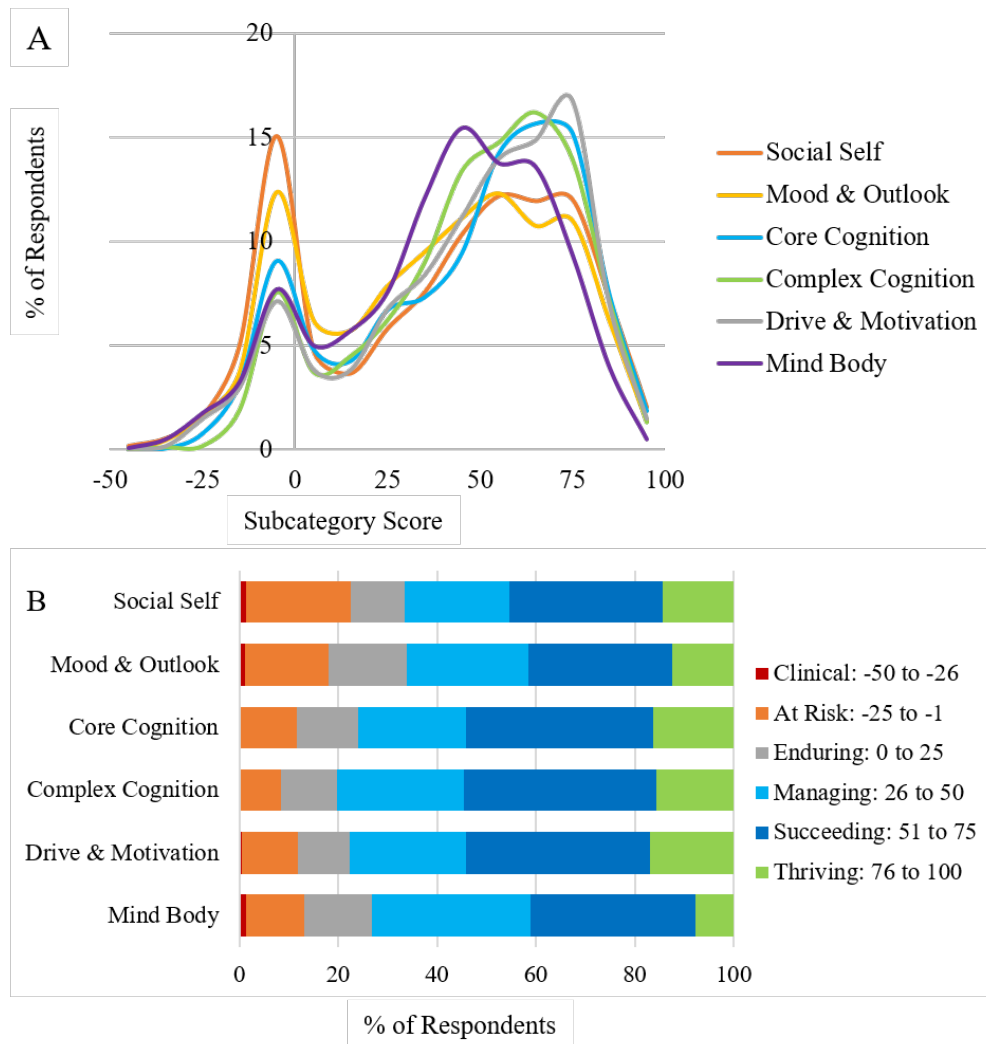 A
20
15
10
5
0
% of Respondents
-50 -25 0 25 50 75 100
Subcategory Score
Social Self
Mood & Outlook
Core Cognition
Complex Cognition
Drive & Motivation
Mind Body
B
Social Self
Mood & Outlook
Core Cognition
Complex Cognition
Drive & Motivation
Mind Body
0 20 40 60 80 100
% of Respondents
Clinical: -50 to -26
At Risk: -25 to -1
Enduring: 0 to 25
Managing: 26 to 50
Succeeding: 51 to 75
Thriving: 76 to 100